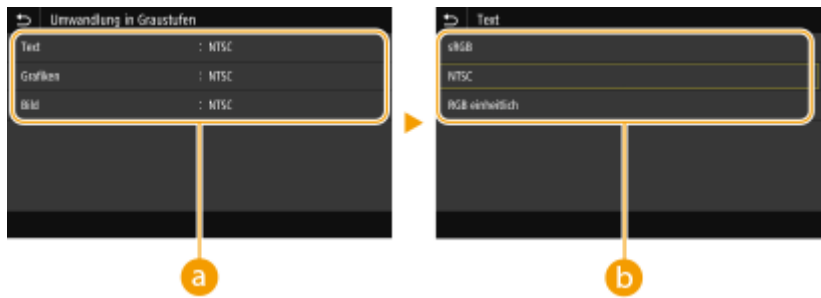 Umwandlung in Graustufen
Text : NTSC
Grafiken : NTSC
Bild : NTSC
a
Text
sRGB
NTSC
RGB einheitlich
b